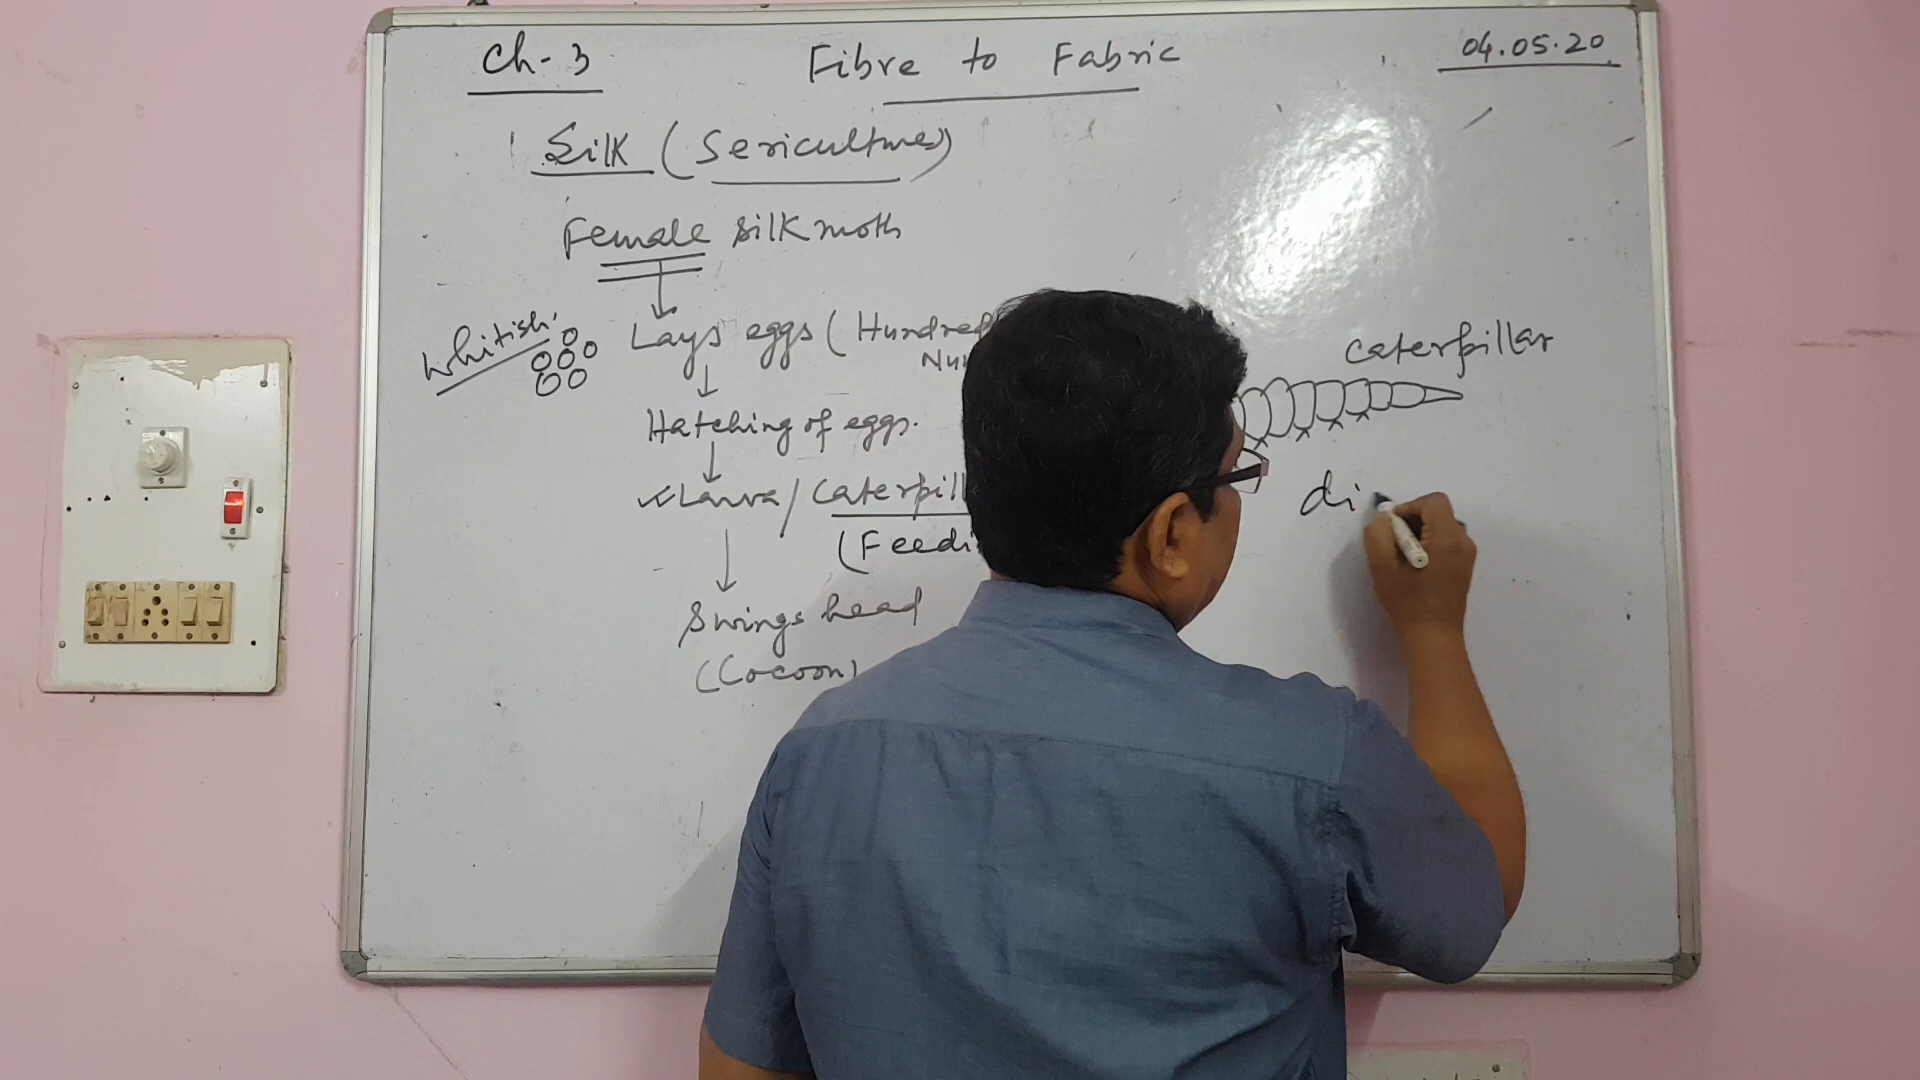 Ch-3
Fibre to Fabric
04.05.20
Silk (Sericulture)
Female silk moth
Whitish.
Lays eggs (Hundred
Nu
Hatching of eggs.
Larva / Caterpill
(Feedi
Swings head
(Cocoon)
caterpillar
di